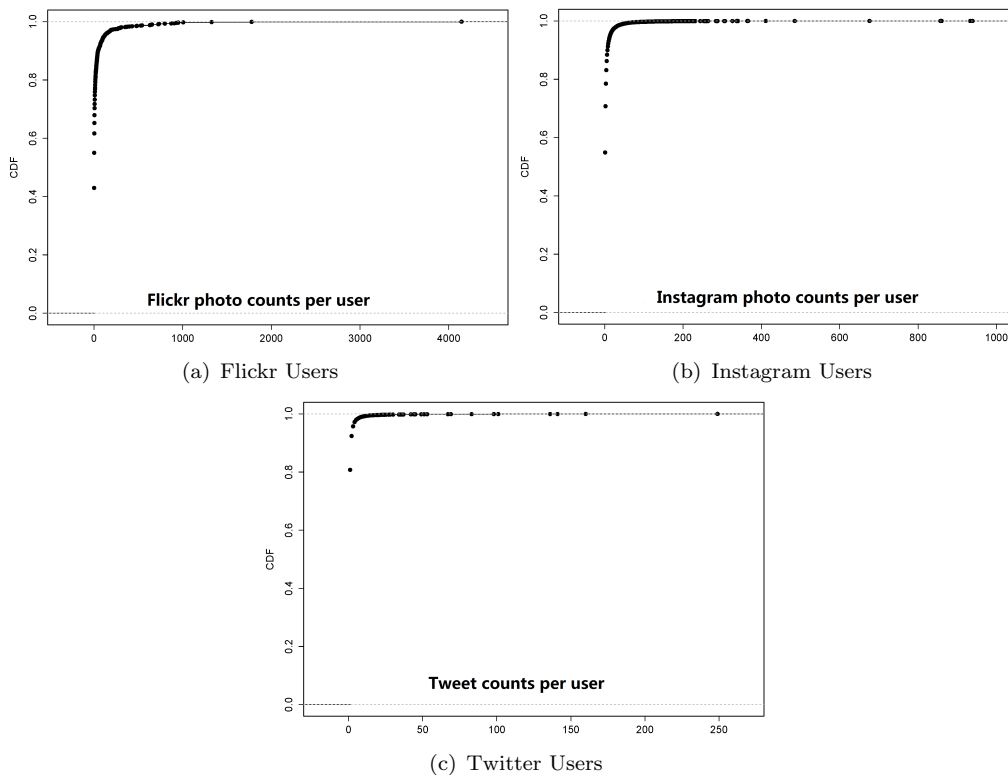 1.0
0.8
0.6
0.4
0.2
0.0
CDF
Flickr photo counts per user
0 1000 2000 3000 4000
(a) Flickr Users
1.0
0.8
0.6
0.4
0.2
0.0
CDF
Instagram photo counts per user
0 200 400 600 800 1000
(b) Instagram Users
1.0
0.8
0.6
0.4
0.2
0.0
CDF
Tweet counts per user
0 50 100 150 200 250
(c) Twitter Users